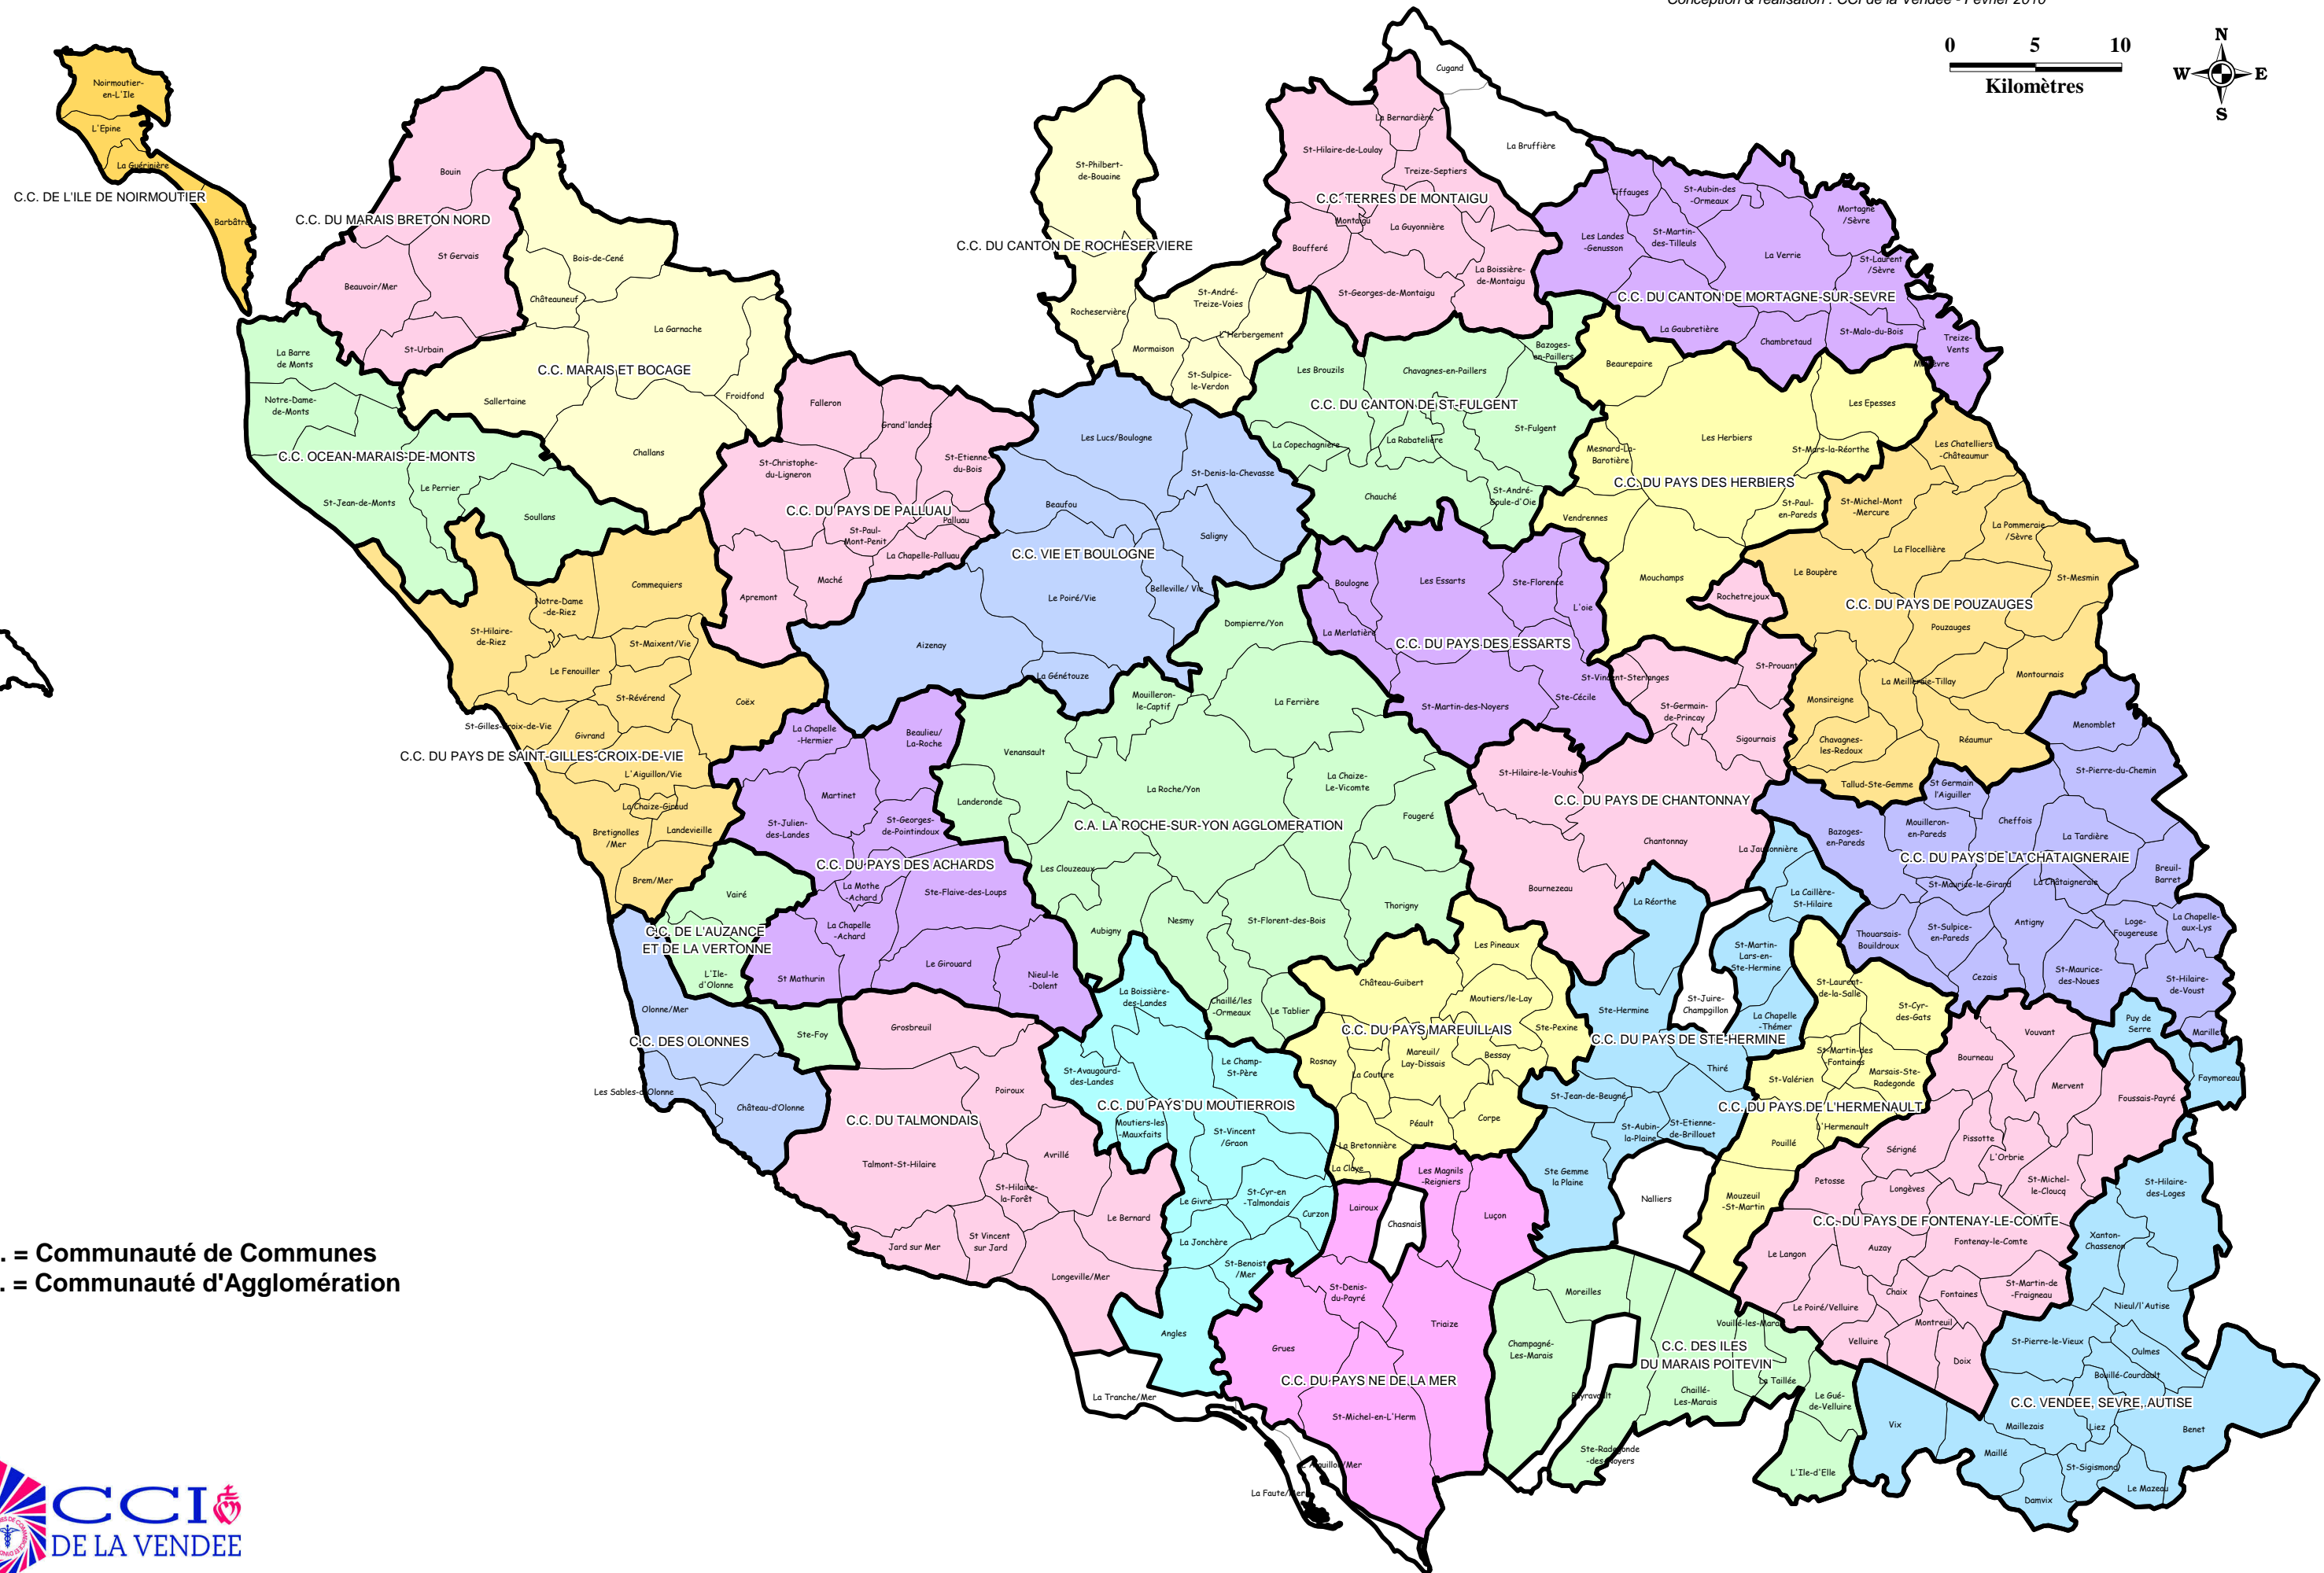 Conception & réalisation : CCI de la Vendée - Février 2010
0 5 10
Kilomètres
N
W E
S
Noirmoutier-
en-L'Ile
L'Epine
La Guérinière
C.C. DE L'ILE DE NOIRMOUTIER
Barbâtre
Bouin
C.C. DU MARAIS BRETON NORD
St Gervais
Beauvoir/Mer
St-Urbain
Bois-de-Cené
Châteauneuf
La Garnache
C.C. MARAIS ET BOCAGE
Sallertaine
Froidfond
Challans
La Barre
de Monts
Notre-Dame-
de-Monts
C.C. OCEAN-MARAIS-DE-MONTS
Le Perrier
St-Jean-de-Monts
Soullans
St-Philbert-
de-Bouaine
C.C. DU CANTON DE ROCHESERVIERE
Rocheservière
St-André-
Treize-Voies
L'Herbergement
Mormaison
St-Sulpice-
le-Verdon
Cugand
La Bernardière
La Bruffière
St-Hilaire-de-Loulay
Treize-Septiers
C.C. TERRES DE MONTAIGU
Montaigu
La Guyonnière
Boufferé
La Boissière-
de-Montaigu
St-Georges-de-Montaigu
Tiffauges
St-Aubin-des
-Ormeaux
Mortagne
/Sèvre
Les Landes
-Genusson
St-Martin-
des-Tilleuls
La Verrie
St-Laurent
/Sèvre
C.C. DU CANTON DE MORTAGNE-SUR-SEVRE
La Gaubretière
Chambretaud
St-Malo-du-Bois
Treize-
Vents
Bazoges-
en-Paillers
Les Brouzils
Chavagnes-en-Paillers
C.C. DU CANTON DE ST-FULGENT
La Copechagnière
La Rabatelière
St-Fulgent
Chauché
St-André-
Goule-d'Oie
Beaurepaire
Les Epesses
Les Herbiers
Mesnard-La-
Barotière
St-Mars-la-Réorthe
C.C. DU PAYS DES HERBIERS
Vendrennes
St-Paul-
en-Pareds
Mouchamps
Falleron
Grand'landes
St-Christophe-
du-Ligneron
St-Etienne-
du-Bois
C.C. DU PAYS DE PALLUAU
Palluau
St-Paul-
Mont-Penit
La Chapelle-Palluau
Maché
Apremont
Les Lucs/Boulogne
St-Denis-la-Chevasse
Beaufou
Saligny
C.C. VIE ET BOULOGNE
Le Poiré/Vie
Belleville/ Vie
Aizenay
La Génétouze
Commequiers
Notre-Dame
-de-Riez
St-Hilaire-
de-Riez
St-Maixent/Vie
Le Fenouiller
St-Révérend
Coëx
St-Gilles-Croix-de-Vie
Givrand
C.C. DU PAYS DE SAINT-GILLES-CROIX-DE-VIE
L'Aiguillon/Vie
La Chaize-Giraud
Bretignolles
/Mer
Landevieille
Brem/Mer
Boulogne
Les Essarts
Ste-Florence
L'oie
La Merlatière
C.C. DU PAYS DES ESSARTS
St-Martin-des-Noyers
Ste-Cécile
Les Chatelliers
-Châteaumur
St-Michel-Mont
-Mercure
La Pommeraie
/Sèvre
La Flocellière
Le Boupère
St-Mesmin
C.C. DU PAYS DE POUZAUGES
Pouzauges
La Meilleraie-Tillay
Montournais
Monsireigne
Chavagnes-
les-Redoux
Réaumur
Tallud-Ste-Gemme
Rochetrejoux
St-Prouant
St-Vincent-Sterlanges
St-Germain-
de-Princay
Sigournais
St-Hilaire-le-Vouhis
C.C. DU PAYS DE CHANTONNAY
Chantonnay
Bournezeau
Dompierre/Yon
Mouilleron-
le-Captif
La Ferrière
Venansault
La Roche/Yon
La Chaize-
Le-Vicomte
Landeronde
Fougeré
C.A. LA ROCHE-SUR-YON AGGLOMERATION
Les Clouzeaux
Nesmy
St-Florent-des-Bois
Thorigny
Aubigny
Chaillé/les
-Ormeaux
Le Tablier
La Chapelle
-Hermier
Beaulieu/
La-Roche
Martinet
St-Julien-
des-Landes
St-Georges-
de-Pointindoux
C.C. DU PAYS DES ACHARDS
La Mothe
-Achard
Ste-Flaive-des-Loups
La Chapelle
-Achard
Le Girouard
St Mathurin
Nieul-le
-Dolent
Vairé
C.C. DE L'AUZANCE
ET DE LA VERTONNE
L'Ile-
d'Olonne
Ste-Foy
Olonne/Mer
C.C. DES OLONNES
Les Sables-d'Olonne
Château-d'Olonne
Grosbreuil
Poiroux
C.C. DU TALMONDAIS
Talmont-St-Hilaire
Avrillé
St-Hilaire-
la-Forêt
Le Bernard
Jard sur Mer
St Vincent
sur Jard
Longeville/Mer
La Boissière-
des-Landes
St-Avaugourd-
des-Landes
Le Champ-
St-Père
C.C. DU PAYS DU MOUTIERROIS
Moutiers-les
-Mauxfaits
St-Vincent
/Graon
Le Givre
St-Cyr-en
-Talmondais
Curzon
La Jonchère
St-Benoist
/Mer
Angles
La Tranche/Mer
Les Pineaux
Château-Guibert
Moutiers/le-Lay
C.C. DU PAYS MAREUILLAIS
Ste-Pexine
Rosnay
Mareuil/
Lay-Dissais
Bessay
La Couture
Péault
Corpe
La Bretonnière
La Claye
La Jaudonnière
La Réorthe
La Caillère-
St-Hilaire
St-Martin-
Lars-en-
Ste-Hermine
Ste-Hermine
St-Juire-
Champgillon
La Chapelle
-Thémer
C.C. DU PAYS DE STE-HERMINE
Thiré
St-Jean-de-Beugné
St-Aubin-
la-Plaine
St-Etienne-
de-Brillouet
Ste Gemme
la Plaine
Nalliers
Menomblet
St-Pierre-du-Chemin
St Germain
l'Aiguiller
Bazoges-
en-Pareds
Mouilleron-
en-Pareds
Cheffois
La Tardière
C.C. DU PAYS DE LA CHATAIGNERAIE
Breuil-
Barret
St-Maurice-le-Girard
La Châtaigneraie
Thouarsais-
Bouildroux
St-Sulpice-
en-Pareds
Antigny
Loge-
Fougereuse
La Chapelle-
aux-Lys
Cezais
St-Maurice-
des-Noues
St-Hilaire-
de-Voust
Marillet
St-Laurent-
de-la-Salle
St-Cyr-
des-Gats
St-Martin-des
Fontaines
St-Valérien
Marsais-Ste-
Radegonde
C.C. DU PAYS DE L'HERMENAULT
L'Hermenault
Pouillé
Mouzeuil
-St-Martin
Puy de
Serre
Faymoreau
Vouvant
Bourneau
Mervent
Foussais-Payré
Sérigné
Pissotte
L'Orbrie
St-Michel-
le-Cloucq
Petosse
Longèves
C.C. DU PAYS DE FONTENAY-LE-COMTE
Le Langon
Auzay
Fontenay-le-Comte
St-Martin-de
-Fraigneau
Chaix
Fontaines
Le Poiré/Velluire
Montreuil
Velluire
Doix
St-Hilaire-
des-Loges
Xanton-
Chassenon
Nieul/l'Autise
St-Pierre-le-Vieux
Oulmes
Bouillé-Courdault
C.C. VENDEE, SEVRE, AUTISE
Vix
Maillezais
Liez
Benet
Maillé
St-Sigismond
Le Mazeau
Damvix
Les Magnils
-Reigniers
Lairoux
Chasnais
Luçon
St-Denis-
du-Payré
Triaize
Grues
C.C. DU PAYS NE DE LA MER
St-Michel-en-L'Herm
L'Aiguillon/Mer
La Faute/Mer
Moreilles
Champagné-
Les-Marais
Vouillé-les-Marais
C.C. DES ILES
DU MARAIS POITEVIN
La Taillée
Chaillé-
Les-Marais
Le Gué-
de-Velluire
Puyravault
Ste-Radegonde
-des-Noyers
L'Ile-d'Elle
. = Communauté de Communes
. = Communauté d'Agglomération
CCI
DE LA VENDEE